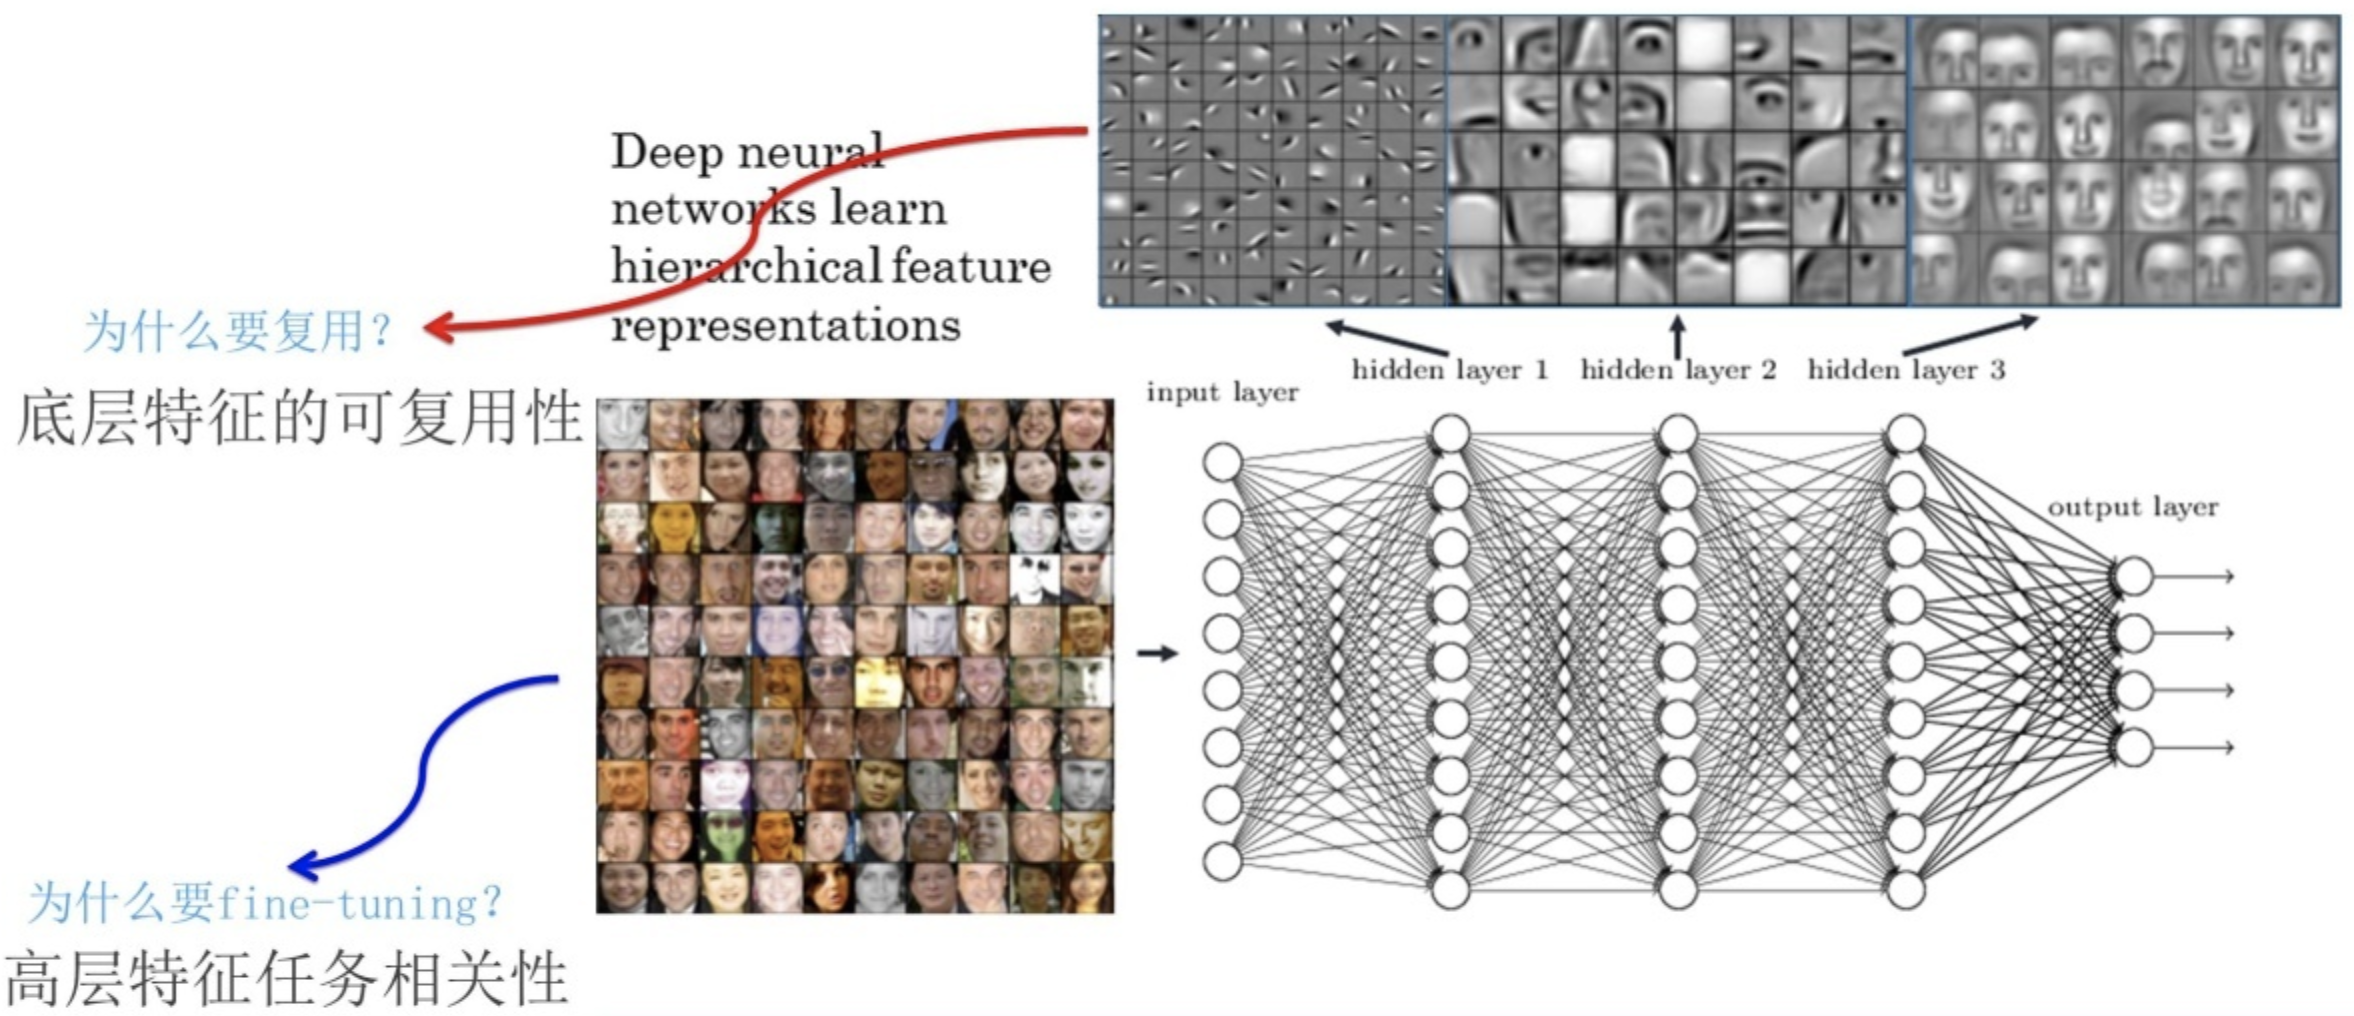 Deep neural
networks learn
hierarchical feature
representations
为什么要复用?
底层特征的可复用性
为什么要fine-tuning?
高层特征任务相关性
hidden layer 1
hidden layer 2
hidden layer 3
input layer
output layer